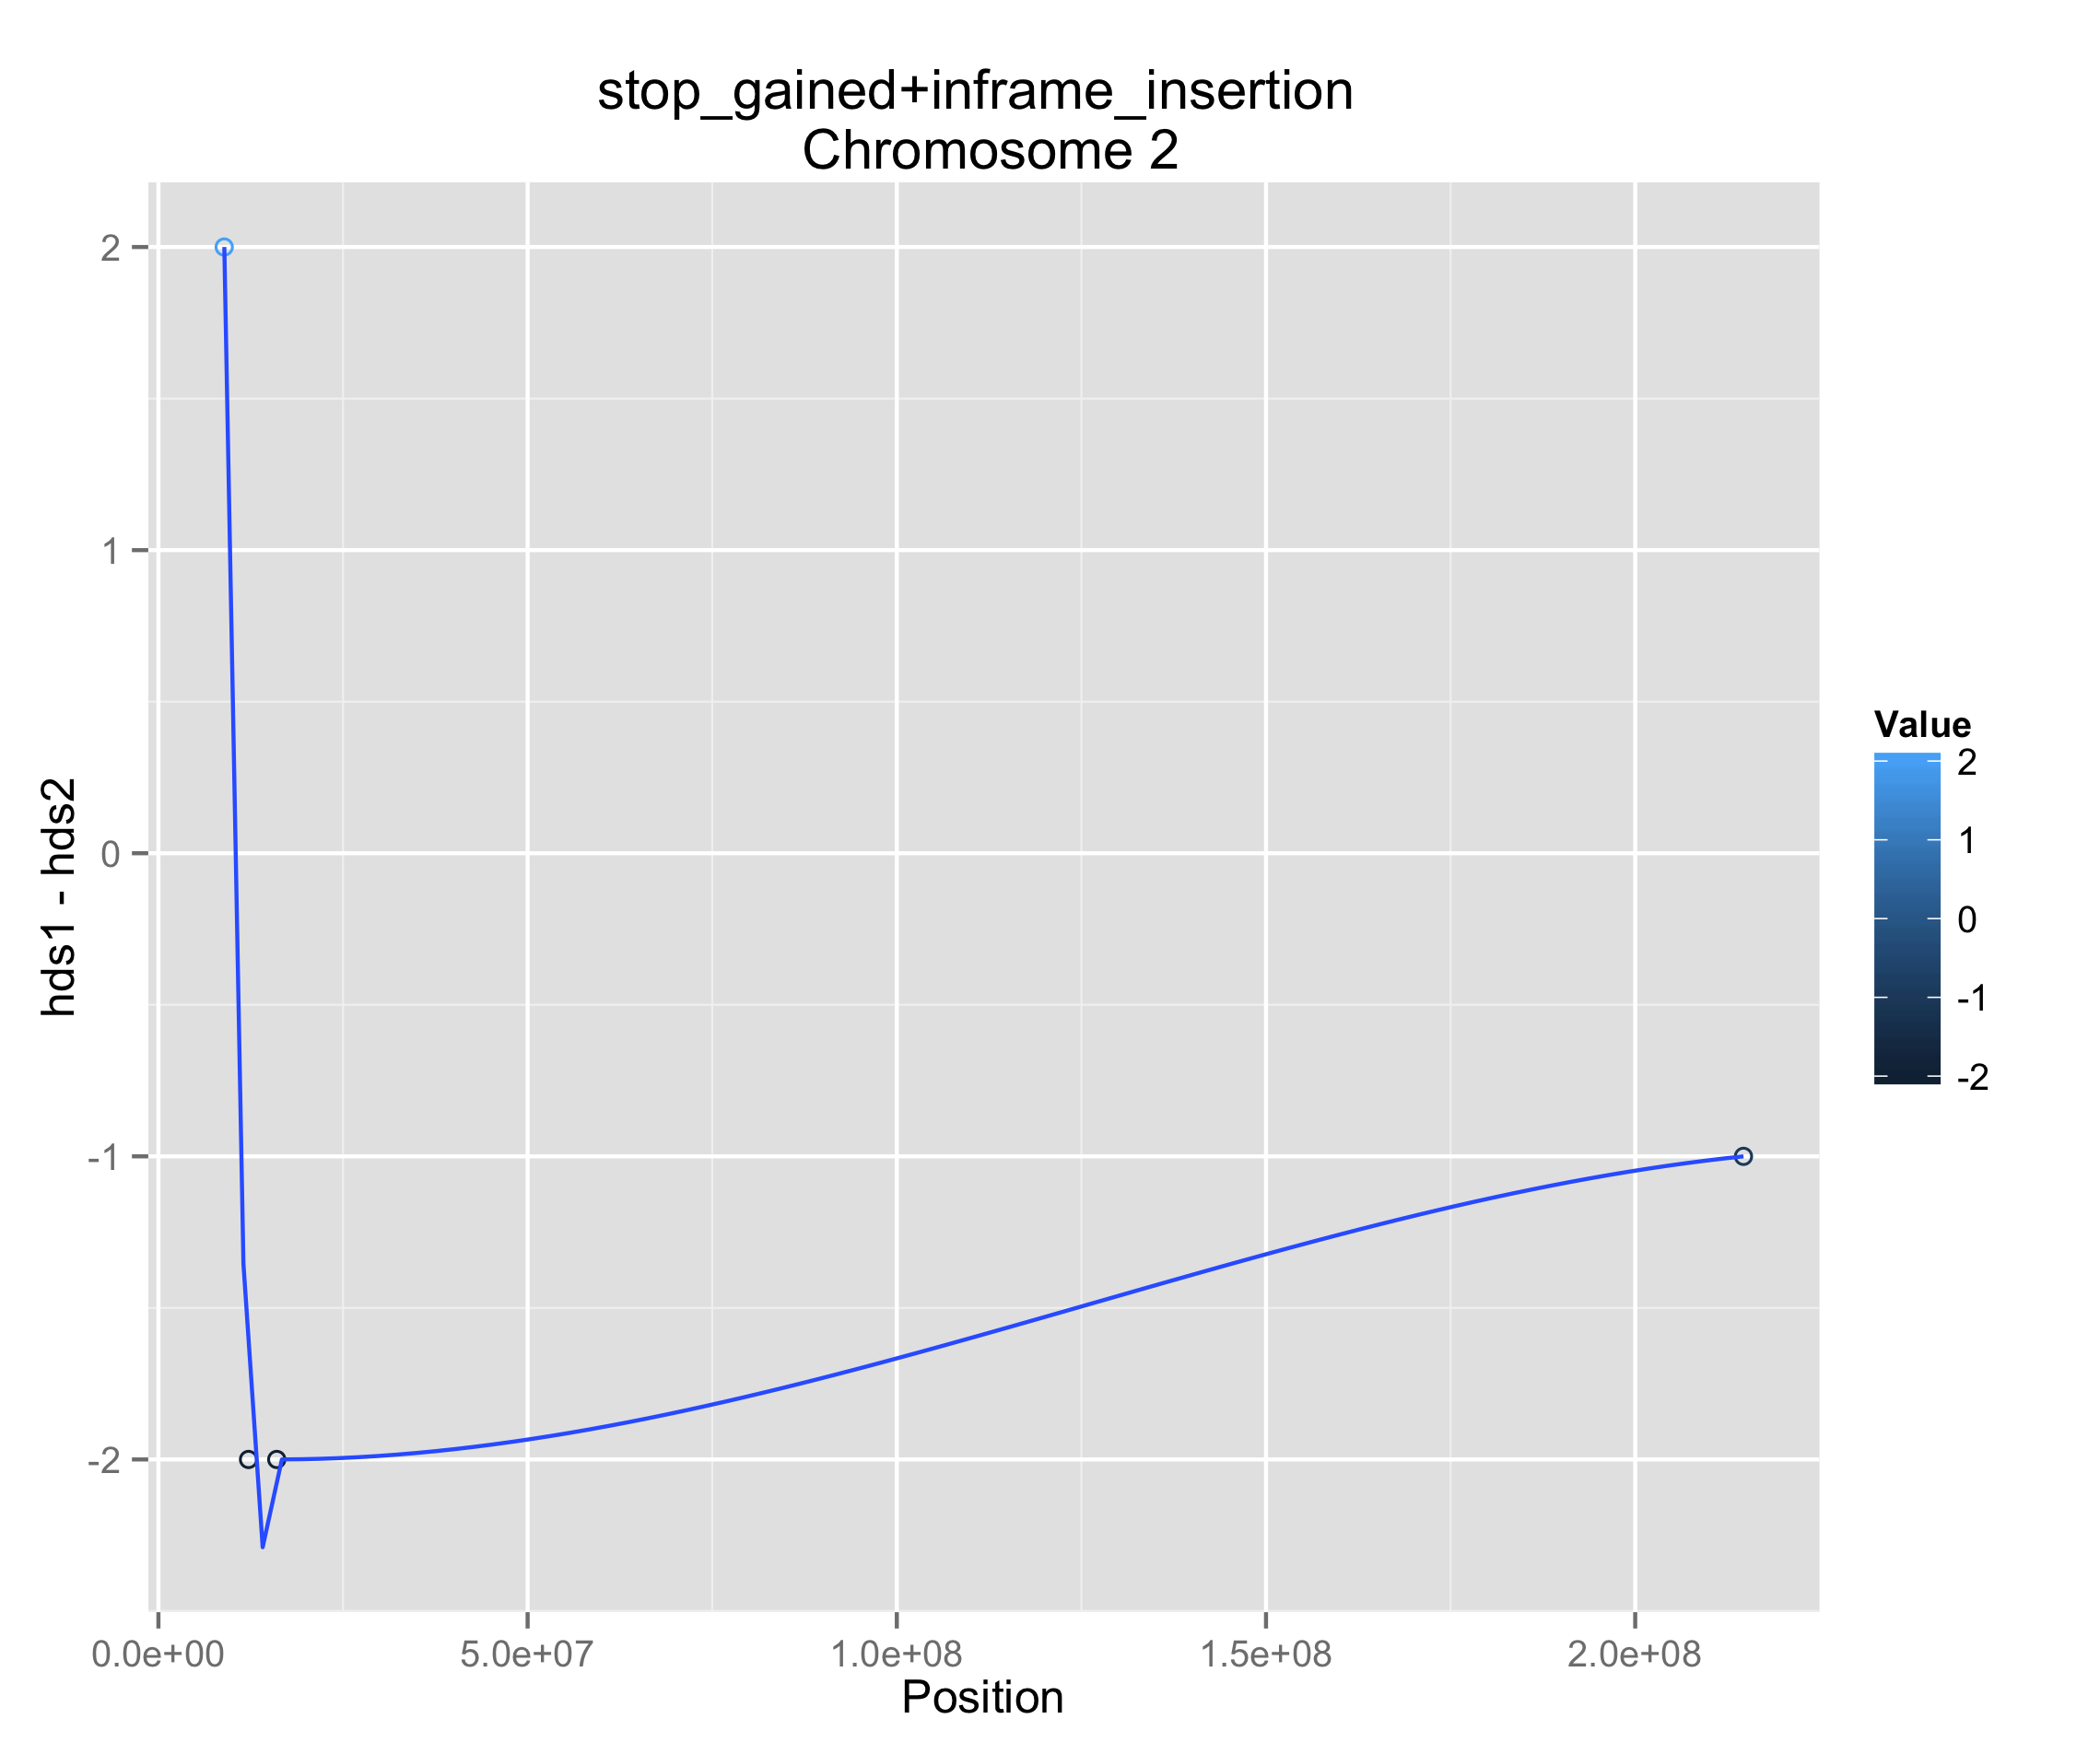 stop_gained+inframe_insertion
Chromosome 2
hds1 - hds2
2
1
0
-1
-2
0.0e+00
5.0e+07
1.0e+08
1.5e+08
2.0e+08
Position
Value
2
1
0
-1
-2